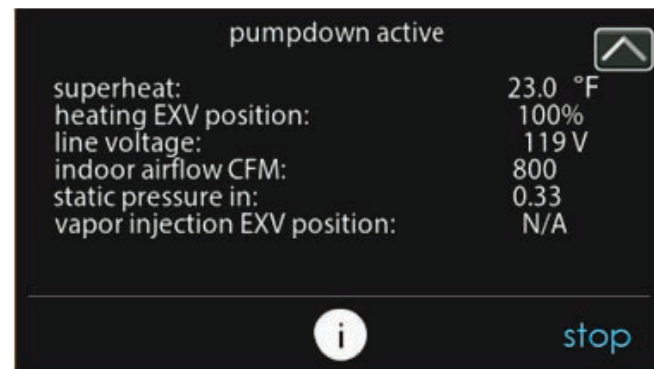 pumpdown active
superheat: 23.0 °F
heating EXV position: 100%
line voltage: 119 V
indoor airflow CFM: 800
static pressure in: 0.33
vapor injection EXV position: N/A
i
stop